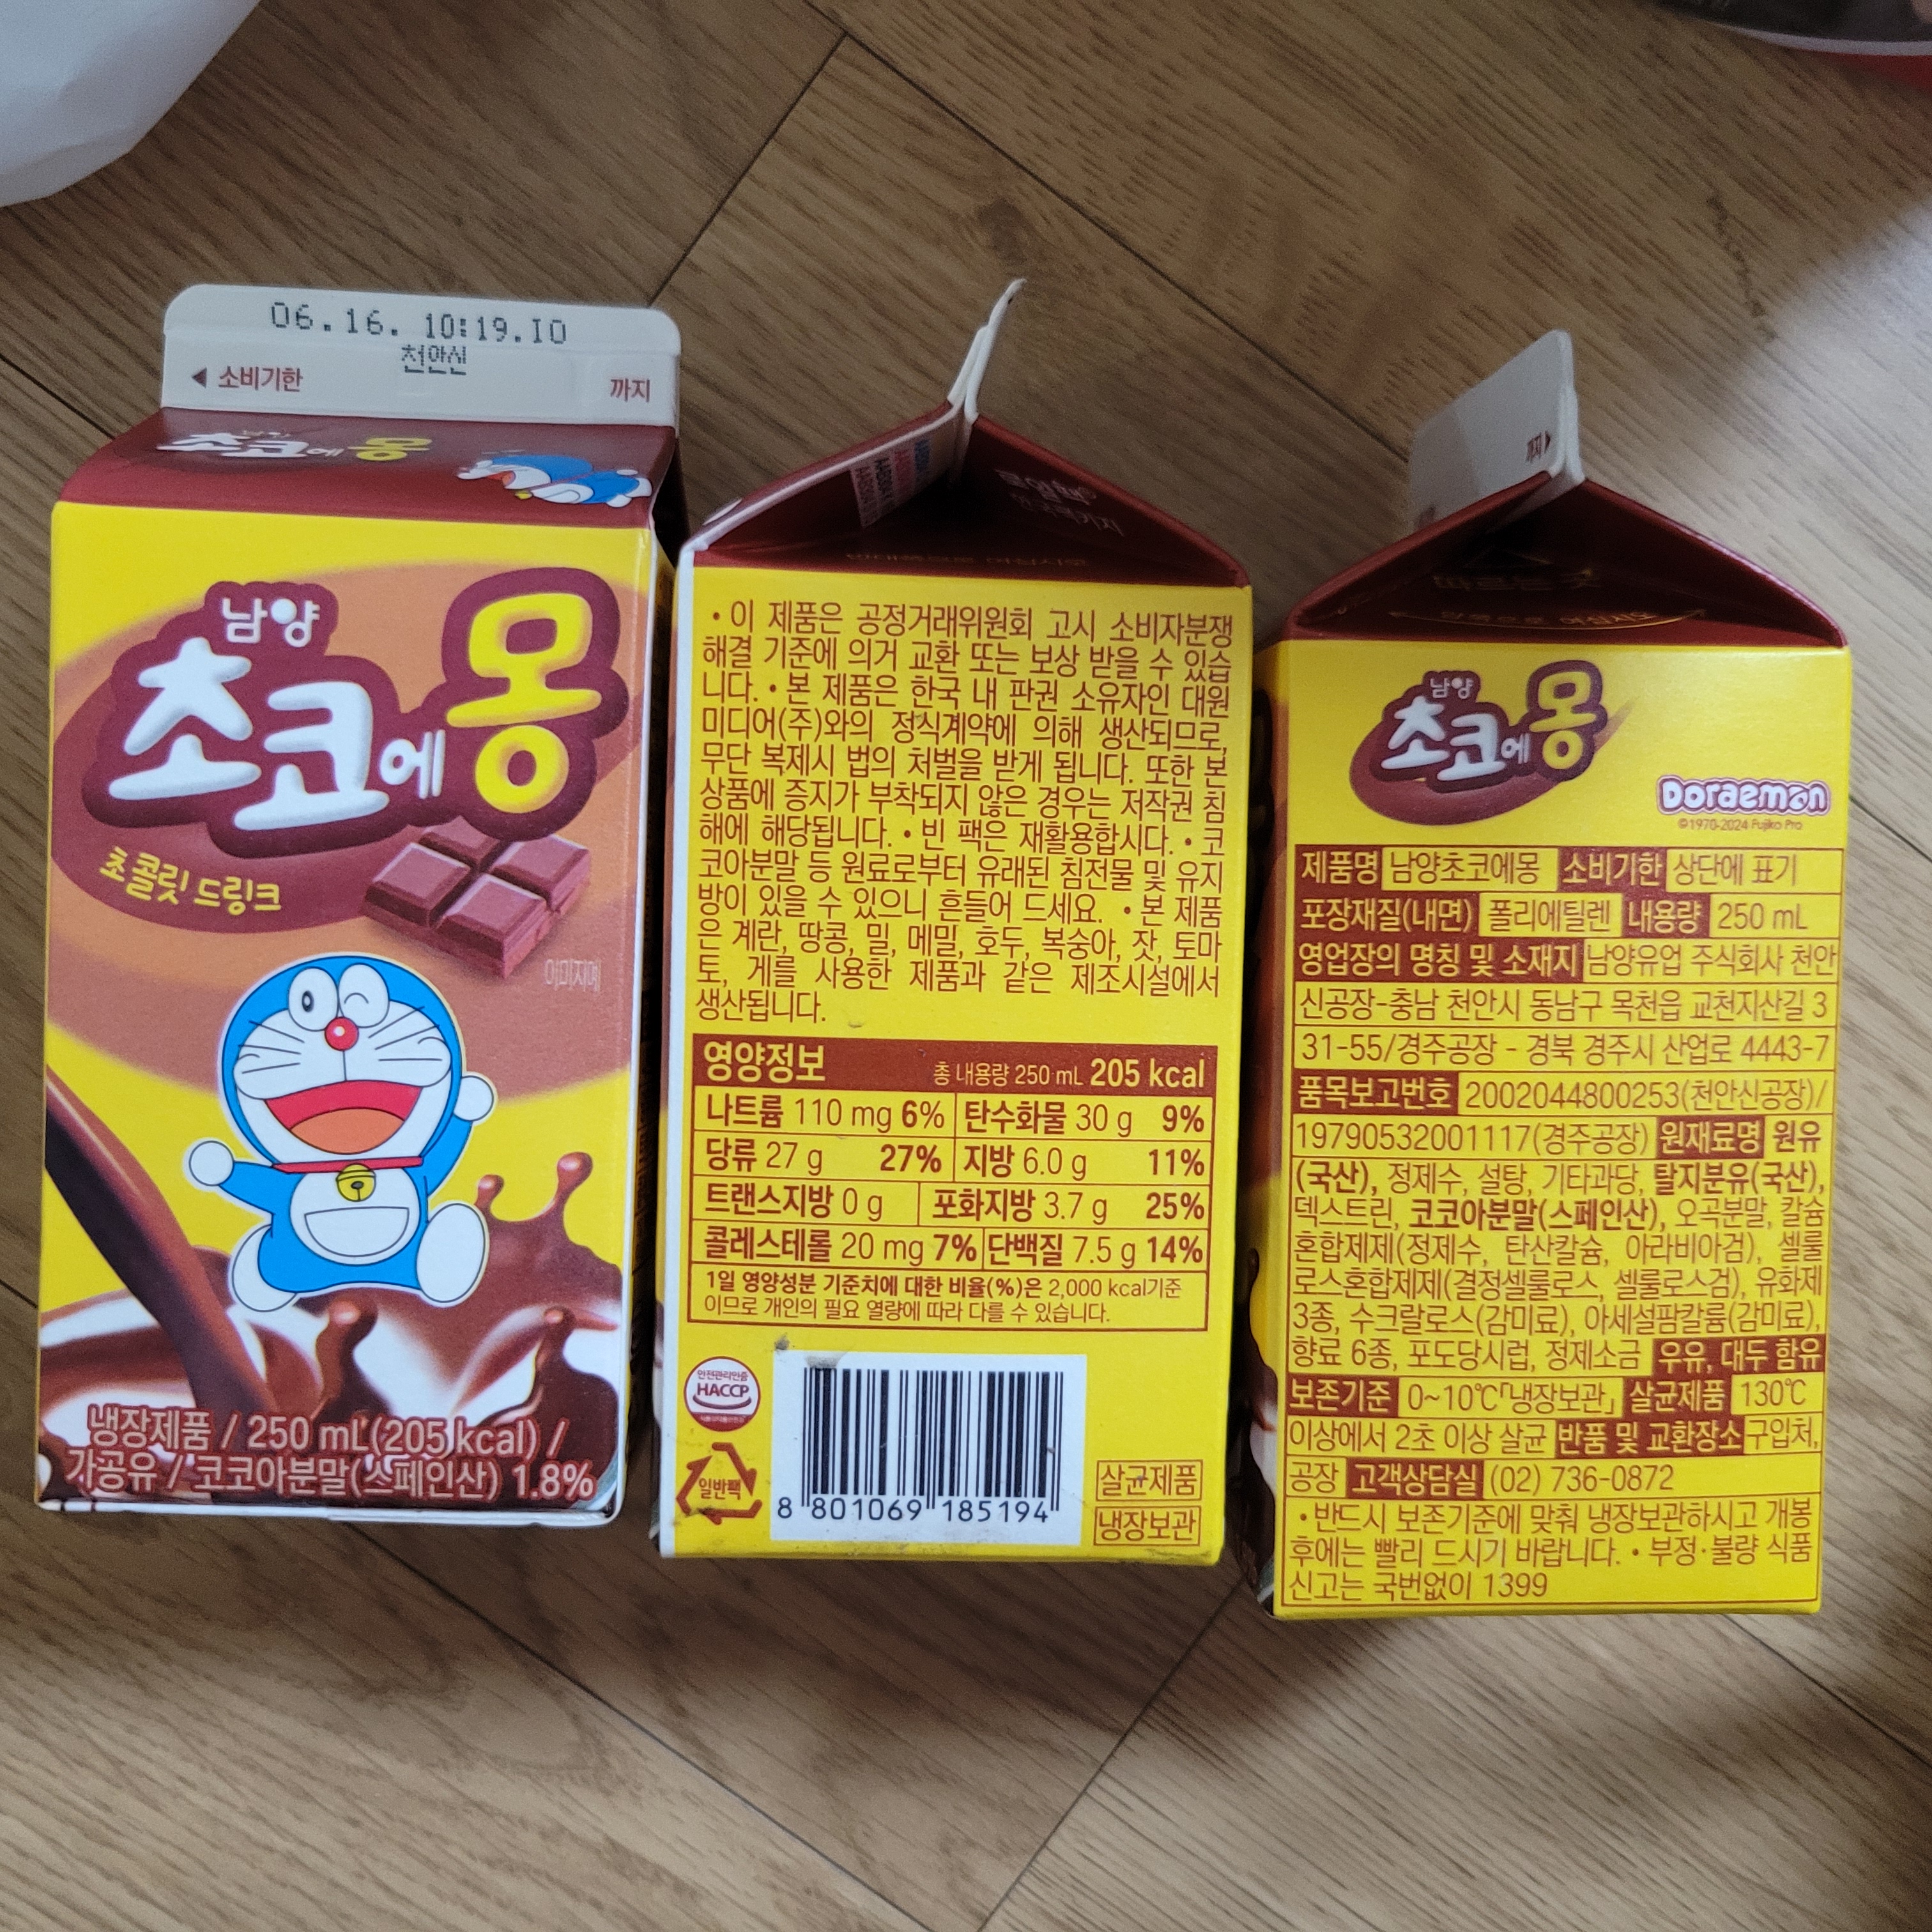 06.16. 10:19.IO
천안신
◀ 소비기한 까지
남양
초코에몽
남양
초코에몽
초콜릿 드링크
이미지예
냉장제품 / 250 mL(205 kcal) /
가공유 / 코코아분말(스페인산) 1.8%
• 이 제품은 공정거래위원회 고시 소비자분쟁
해결 기준에 의거 교환 또는 보상 받을 수 있습
니다. • 본 제품은 한국 내 판권 소유자인 대원
미디어(주)와의 정식계약에 의해 생산되므로,
무단 복제시 법의 처벌을 받게 됩니다. 또한 본
상품에 증지가 부착되지 않은 경우는 저작권 침
해에 해당됩니다. • 빈 팩은 재활용합시다. • 코
코아분말 등 원료로부터 유래된 침전물 및 유지
방이 있을 수 있으니 흔들어 드세요. • 본 제품
은 계란, 땅콩, 밀, 메밀, 호두, 복숭아, 잣, 토마
토, 게를 사용한 제품과 같은 제조시설에서
생산됩니다.
영양정보 총 내용량 250 mL 205 kcal
나트륨 110 mg 6% 탄수화물 30 g 9%
당류 27 g 27% 지방 6.0 g 11%
트랜스지방 0 g 포화지방 3.7 g 25%
콜레스테롤 20 mg 7% 단백질 7.5 g 14%
1일 영양성분 기준치에 대한 비율(%)은 2,000 kcal기준
이므로 개인의 필요 열량에 따라 다를 수 있습니다.
안전관리인증
HACCP
일반팩
8 801069 185194
살균제품
냉장보관
까지 ▶
남양
초코에몽
Doraemon
©1970-2024 Fujiko Pro
제품명 남양초코에몽 소비기한 상단에 표기
포장재질(내면) 폴리에틸렌 내용량 250 mL
영업장의 명칭 및 소재지 남양유업 주식회사 천안
신공장-충남 천안시 동남구 목천읍 교천지산길 3
31-55/경주공장 - 경북 경주시 산업로 4443-7
품목보고번호 2002044800253(천안신공장)/
19790532001117(경주공장) 원재료명 원유
(국산), 정제수, 설탕, 기타과당, 탈지분유(국산),
덱스트린, 코코아분말(스페인산), 오곡분말, 칼슘
혼합제제(정제수, 탄산칼슘, 아라비아검), 셀룰
로스혼합제제(결정셀룰로스, 셀룰로스검), 유화제
3종, 수크랄로스(감미료), 아세설팜칼륨(감미료),
향료 6종, 포도당시럽, 정제소금 우유, 대두 함유
보존기준 0~10℃「냉장보관」 살균제품 130℃
이상에서 2초 이상 살균 반품 및 교환장소 구입처,
공장 고객상담실 (02) 736-0872
• 반드시 보존기준에 맞춰 냉장보관하시고 개봉
후에는 빨리 드시기 바랍니다. • 부정·불량 식품
신고는 국번없이 1399